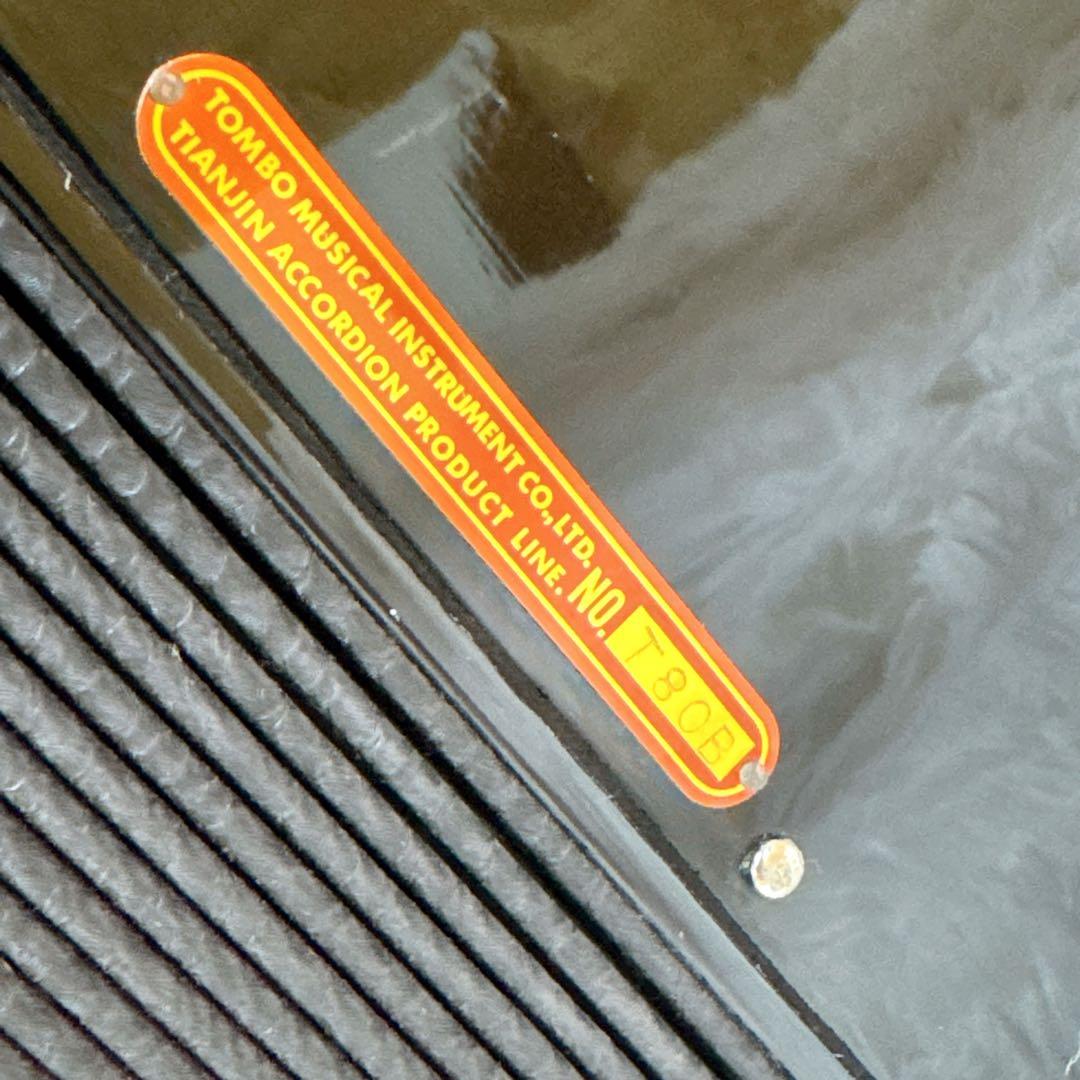 TOMBO MUSICAL INSTRUMENT CO., LTD.
TIANJIN ACCORDION PRODUCT LINE.
NO. T80B